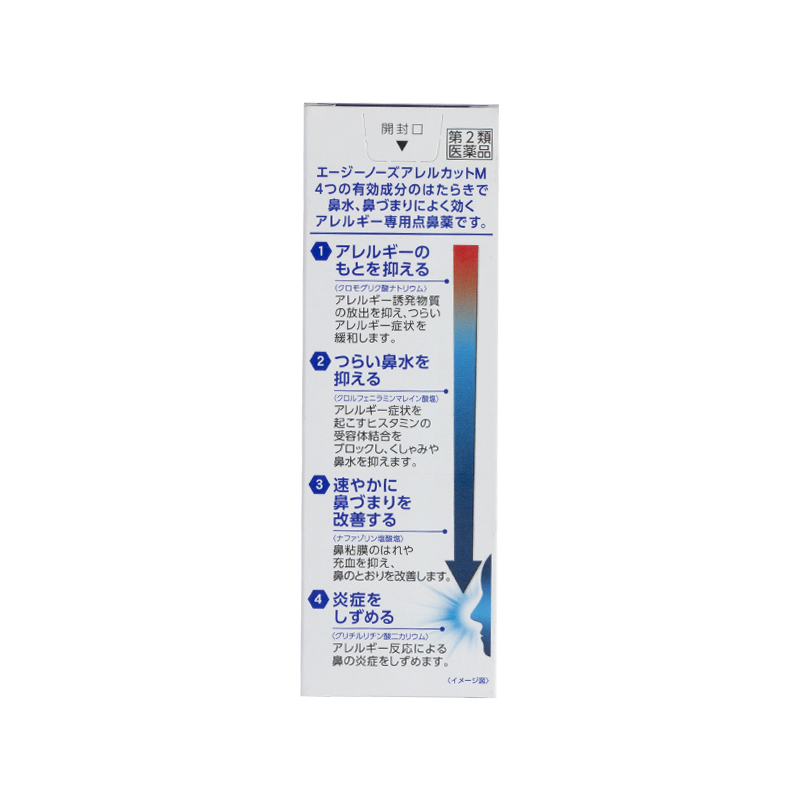 開封口
▼
第2類
医薬品
エージーノーズアレルカットM
4つの有効成分のはたらきで
鼻水、鼻づまりによく効く
アレルギー専用点鼻薬です。
1 アレルギーの
もとを抑える
〈クロモグリク酸ナトリウム〉
アレルギー誘発物質
の放出を抑え、つらい
アレルギー症状を
緩和します。
2 つらい鼻水を
抑える
〈クロルフェニラミンマレイン酸塩〉
アレルギー症状を
起こすヒスタミンの
受容体結合を
ブロックし、くしゃみや
鼻水を抑えます。
3 速やかに
鼻づまりを
改善する
〈ナファゾリン塩酸塩〉
鼻粘膜のはれや
充血を抑え、
鼻のとおりを改善します。
4 炎症を
しずめる
〈グリチルリチン酸二カリウム〉
アレルギー反応による
鼻の炎症をしずめます。
〈イメージ図〉